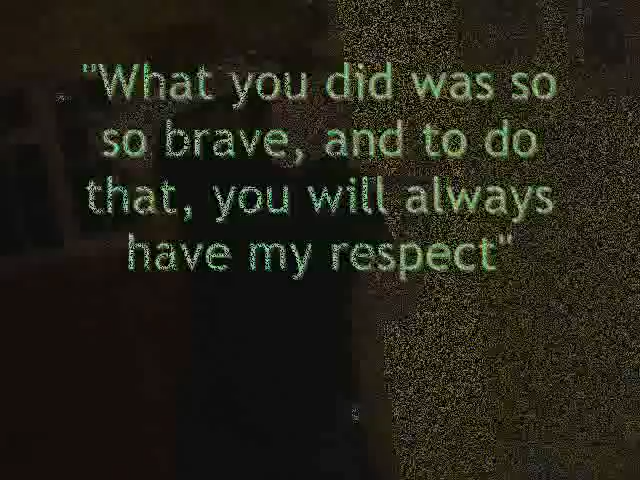 "What you did was so
so brave, and to do
that, you will always
have my respect"